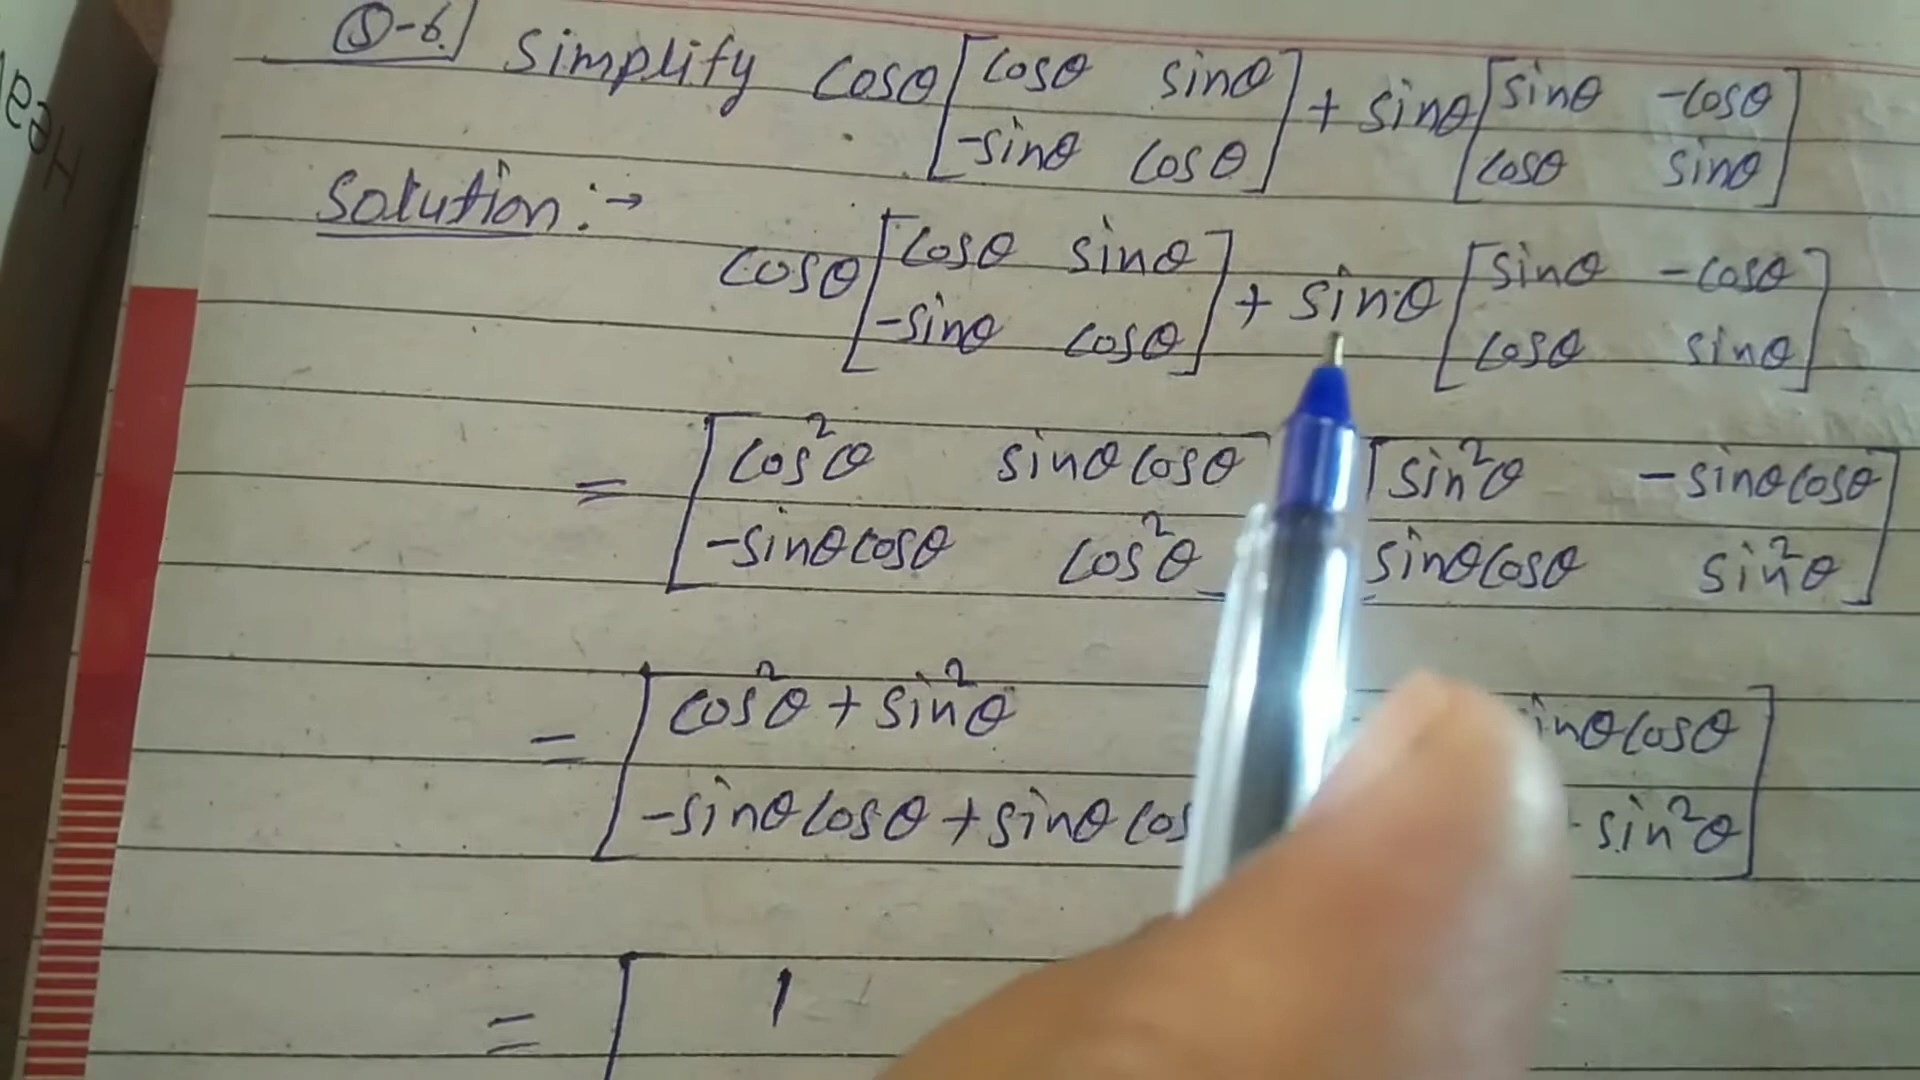 Q-6. Simplify cosθ [cosθ sinθ -sinθ cosθ] + sinθ [sinθ -cosθ cosθ sinθ]
Solution :→
cosθ [cosθ sinθ -sinθ cosθ] + sinθ [sinθ -cosθ cosθ sinθ]
= [cos²θ sinθcosθ -sinθcosθ cos²θ] [sin²θ -sinθcosθ sinθcosθ sin²θ]
= [cos²θ + sin²θ sinθcosθ -sinθcosθ + sinθ cos sin²θ]
= [1